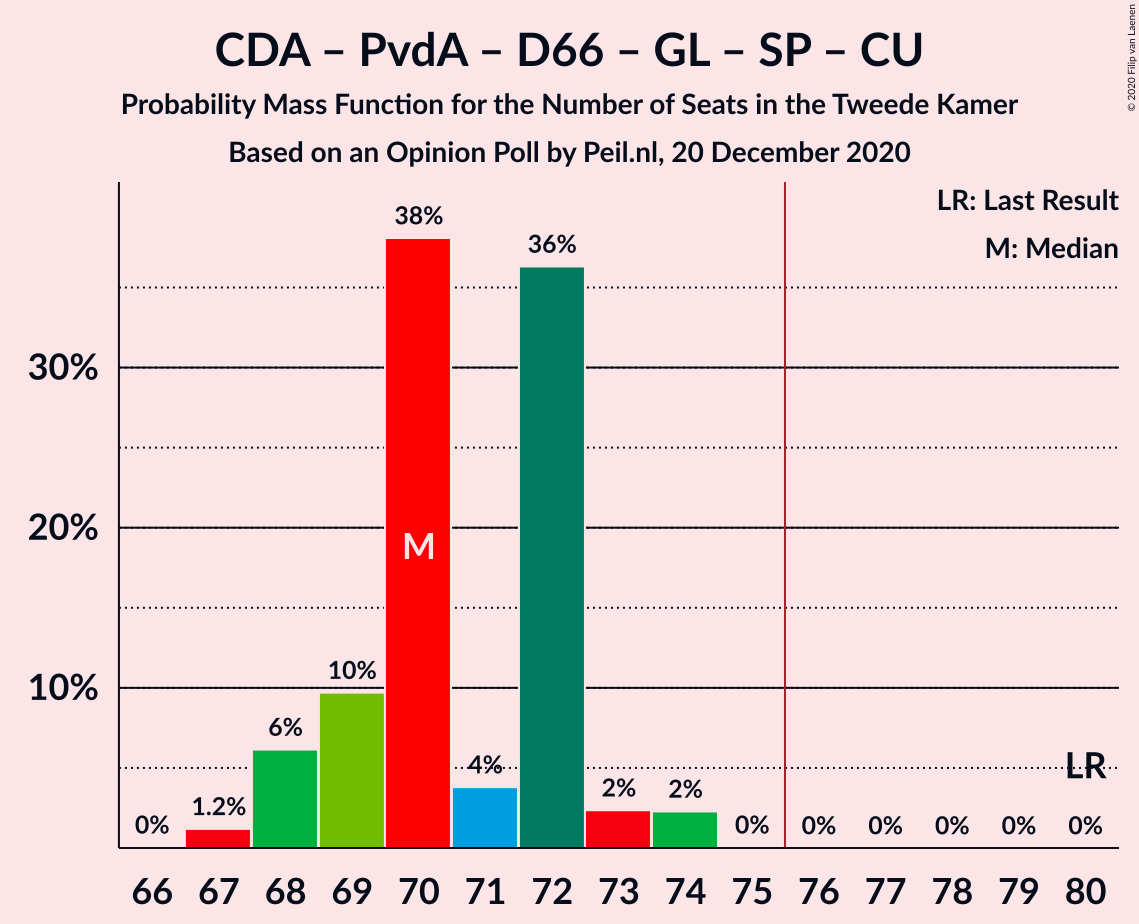 CDA – PvdA – D66 – GL – SP – CU
Probability Mass Function for the Number of Seats in the Tweede Kamer
Based on an Opinion Poll by Peil.nl, 20 December 2020
© 2020 Filip van Laenen
LR: Last Result
M: Median
38%
36%
30%
20%
M
10%
10%
6%
4%
LR
1.2%
2%
2%
0%
0%
0%
0%
0%
0%
0%
66 67 68 69 70 71 72 73 74 75 76 77 78 79 80